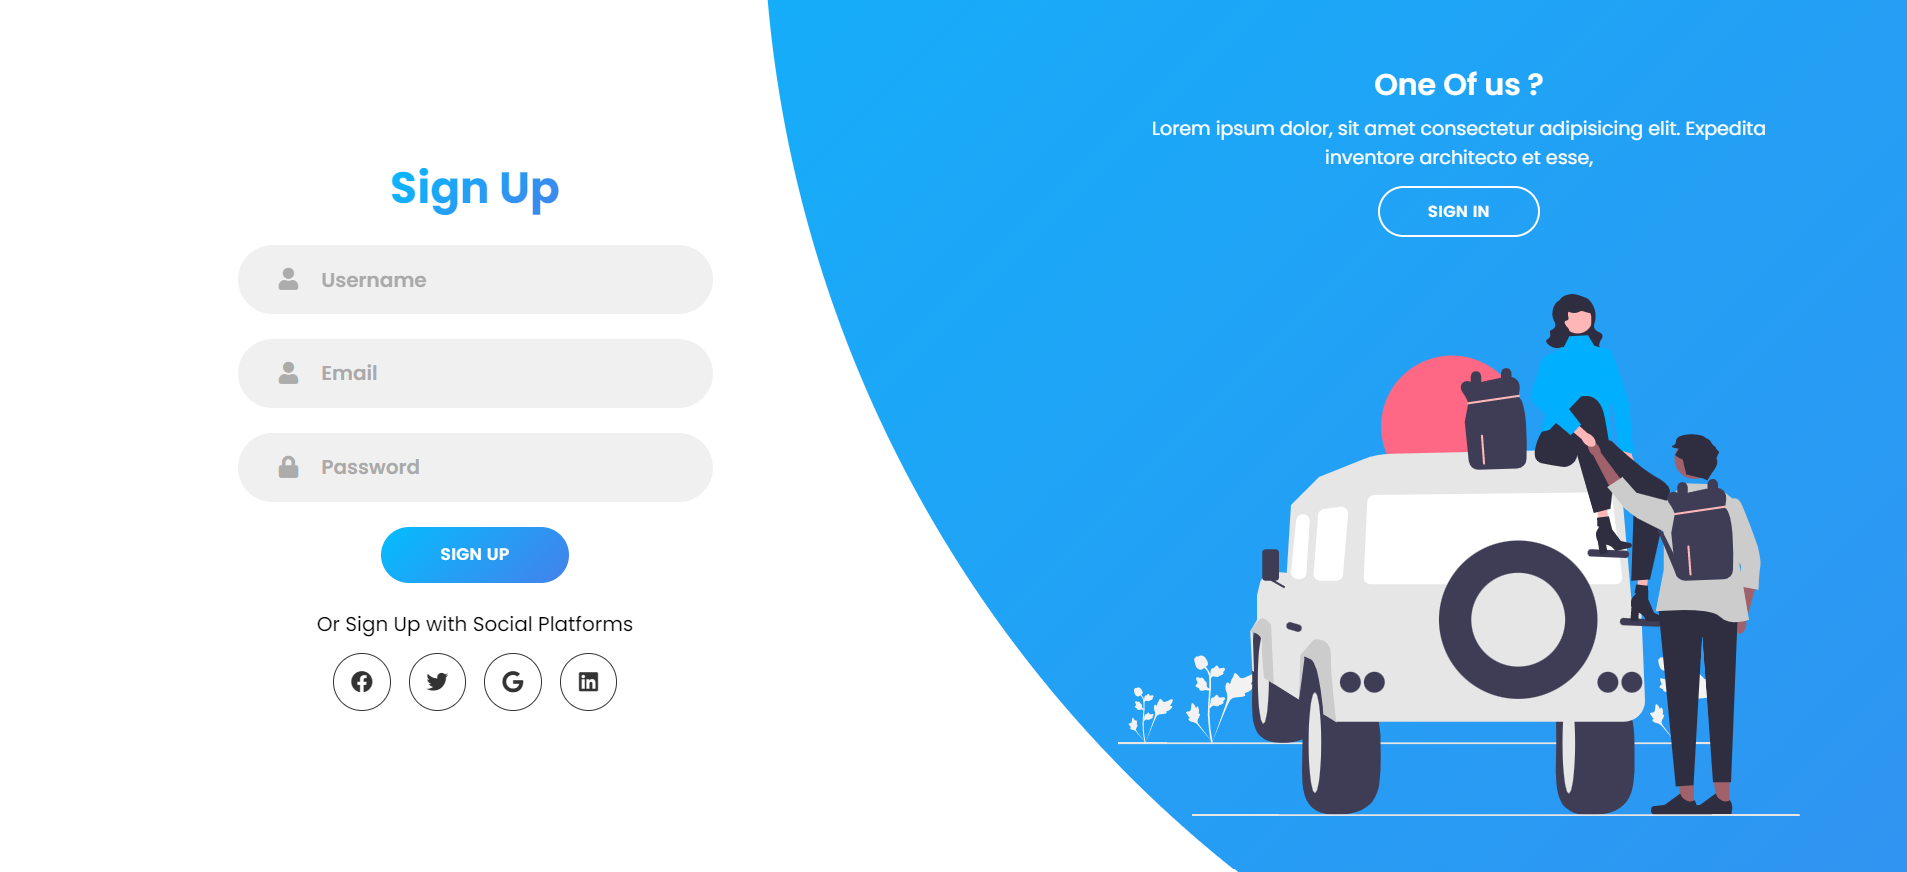 Sign Up
Username
Email
Password
SIGN UP
Or Sign Up with Social Platforms
One Of us ?
Lorem ipsum dolor, sit amet consectetur adipisicing elit. Expedita
inventore architecto et esse,
SIGN IN